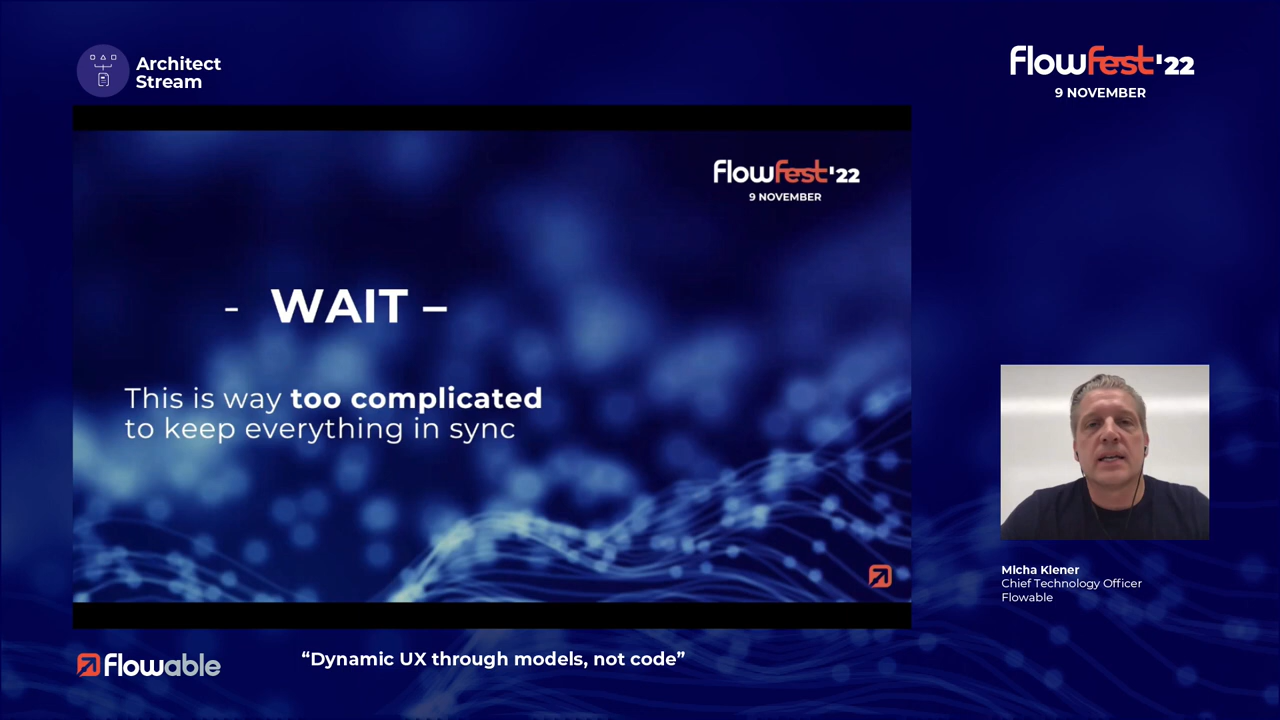 Architect
Stream
flowfest'22
9 NOVEMBER
flowfest'22
9 NOVEMBER
- WAIT –
This is way too complicated
to keep everything in sync
Micha Kiener
Chief Technology Officer
Flowable
flowable
“Dynamic UX through models, not code”